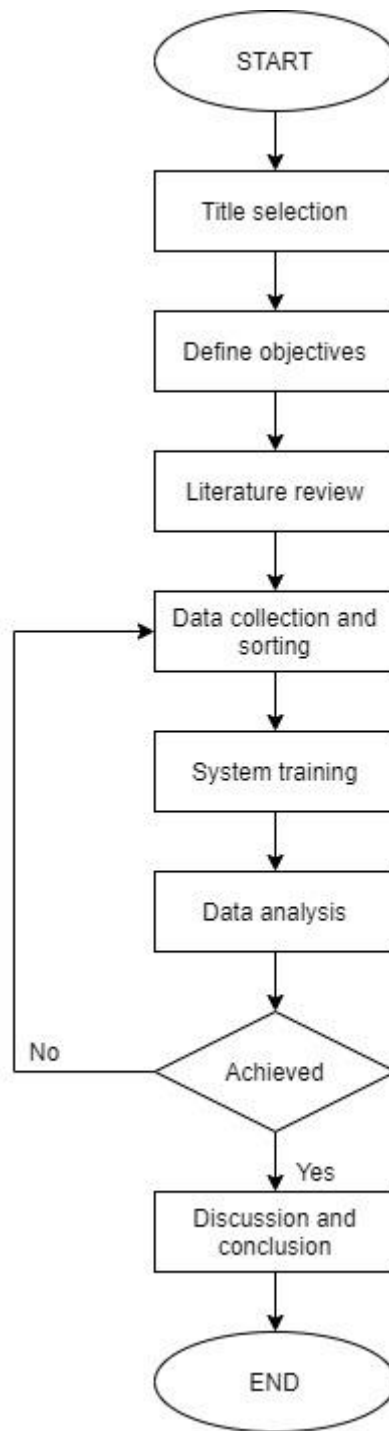 START
Title selection
Define objectives
Literature review
Data collection and
sorting
System training
Data analysis
No
Achieved
Yes
Discussion and
conclusion
END